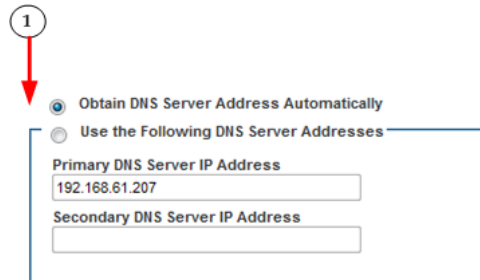 1
Obtain DNS Server Address Automatically
Use the Following DNS Server Addresses
Primary DNS Server IP Address
192.168.61.207
Secondary DNS Server IP Address